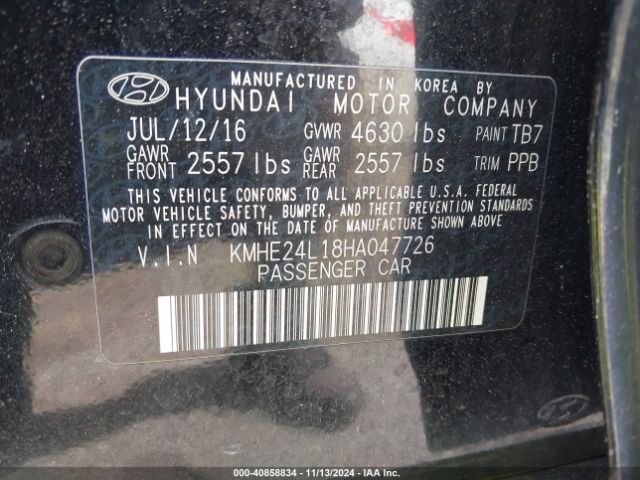 MANUFACTURED IN KOREA BY
HYUNDAI MOTOR COMPANY
JUL/12/16 GVWR 4630 lbs PAINT TB7
GAWR FRONT 2557 lbs GAWR REAR 2557 lbs TRIM PPB
THIS VEHICLE CONFORMS TO ALL APPLICABLE U.S.A. FEDERAL
MOTOR VEHICLE SAFETY, BUMPER, AND THEFT PREVENTION STANDARDS
IN EFFECT ON THE DATE OF MANUFACTURE SHOWN ABOVE.
V.I.N KMHE24L18HA047726
PASSENGER CAR
000-40858834 - 11/13/2024 - IAAI.COM